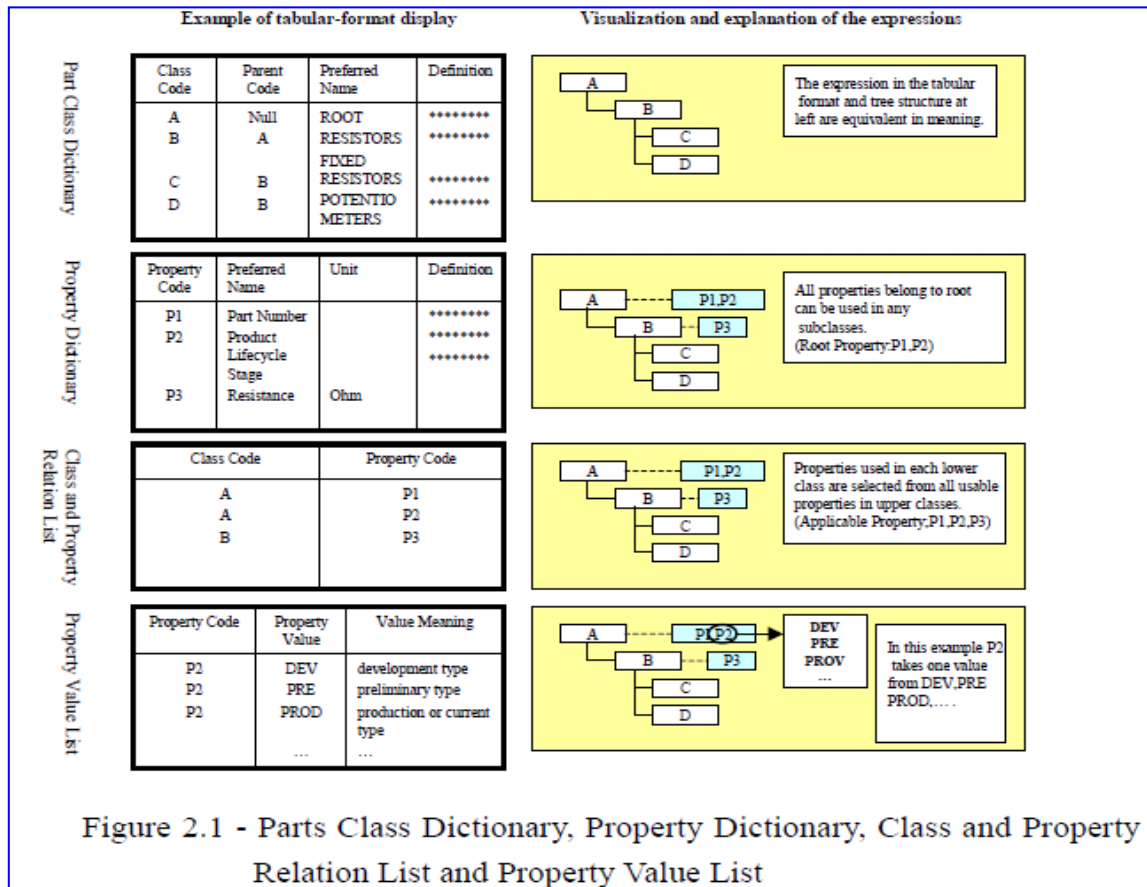 Example of tabular-format display
Visualization and explanation of the expressions
Part Class Dictionary
Class Code Parent Code Preferred Name Definition
A Null ROOT ********
B A RESISTORS ********
FIXED
C B RESISTORS ********
D B POTENTIO ********
METERS
A
B
C
D
The expression in the tabular
format and tree structure at
left are equivalent in meaning.
Property Dictionary
Property Code Preferred Name Unit Definition
P1 Part Number ********
P2 Product ********
Lifecycle ********
Stage
P3 Resistance Ohm
A P1,P2
B P3
C
D
All properties belong to root
can be used in any
subclasses.
(Root Property:P1,P2)
Class and Property
Relation List
Class Code Property Code
A P1
A P2
B P3
A P1,P2
B P3
C
D
Properties used in each lower
class are selected from all usable
properties in upper classes.
(Applicable Property;P1,P2,P3)
Property Value List
Property Code Property Value Value Meaning
P2 DEV development type
P2 PRE preliminary type
P2 PROD production or current
type
... ...
A P1,P2
B P3
C
D
DEV
PRE
PROV
...
In this example P2
takes one value
from DEV,PRE
PROD,... .
Figure 2.1 - Parts Class Dictionary, Property Dictionary, Class and Property
Relation List and Property Value List